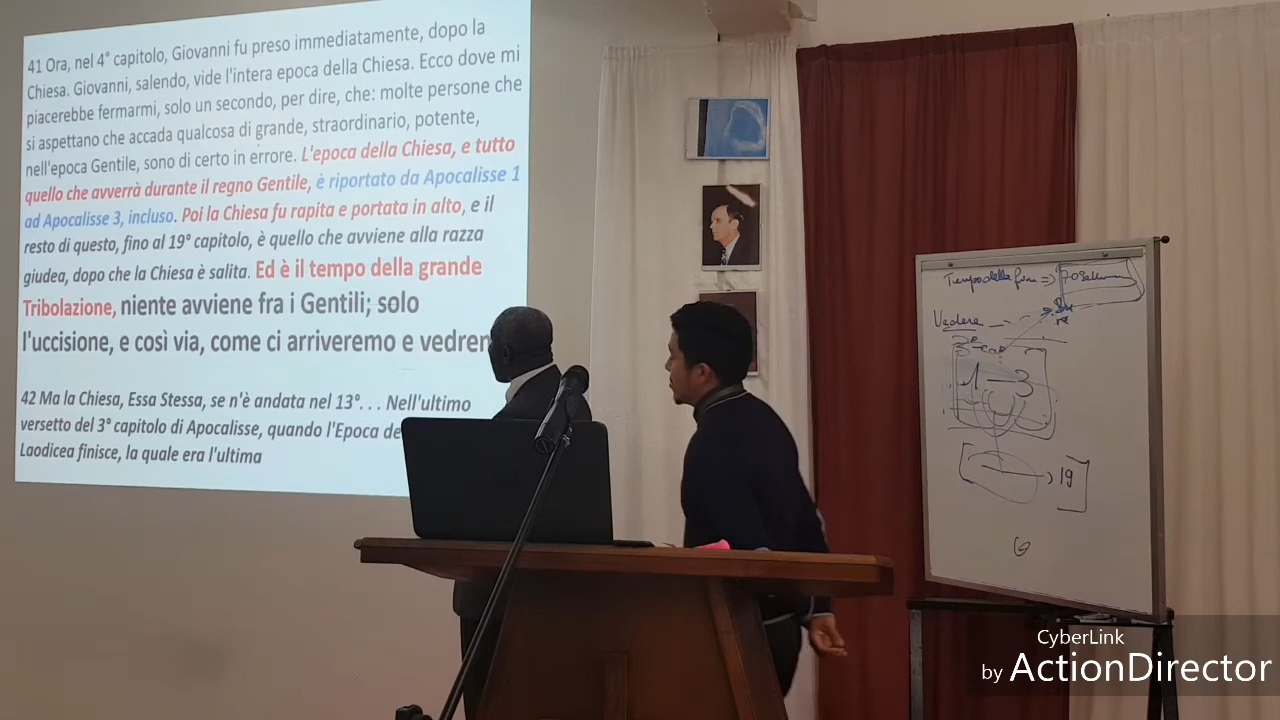 41 Ora, nel 4° capitolo, Giovanni fu preso immediatamente, dopo la
Chiesa. Giovanni, salendo, vide l'intera epoca della Chiesa. Ecco dove mi
piacerebbe fermarmi, solo un secondo, per dire, che: molte persone che
si aspettano che accada qualcosa di grande, straordinario, potente,
nell'epoca Gentile, sono di certo in errore. L'epoca della Chiesa, e tutto
quello che avverrà durante il regno Gentile, è riportato da Apocalisse 1
ad Apocalisse 3, incluso. Poi la Chiesa fu rapita e portata in alto, e il
resto di questo, fino al 19° capitolo, è quello che avviene alla razza
giudea, dopo che la Chiesa è salita. Ed è il tempo della grande
Tribolazione, niente avviene fra i Gentili; solo
l'uccisione, e così via, come ci arriveremo e vedren
42 Ma la Chiesa, Essa Stessa, se n'è andata nel 13°. . . Nell'ultimo
versetto del 3° capitolo di Apocalisse, quando l'Epoca de
Laodicea finisce, la quale era l'ultima
Tempo della fine
Vedere
1 - 3
19
CyberLink
by ActionDirector